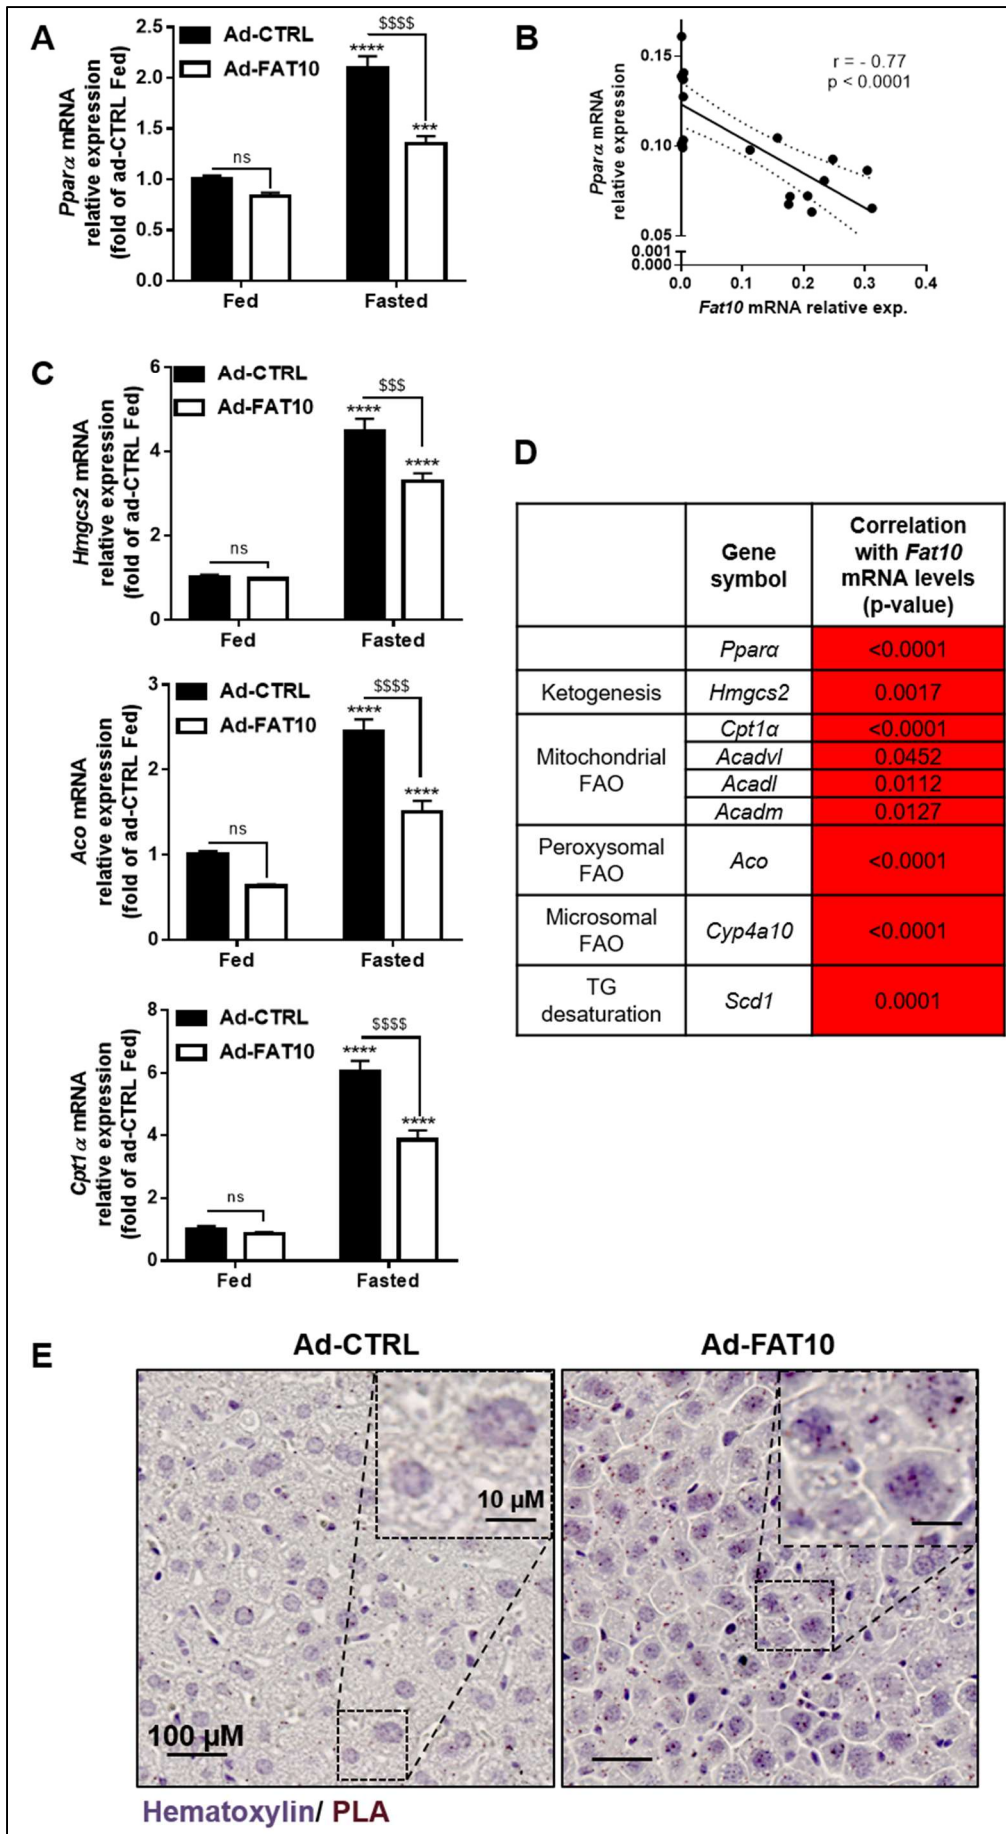 A
Pparα mRNA
relative expression
(fold of ad-CTRL Fed)
2.5
2.0
1.5
1.0
0.5
0.0
Ad-CTRL
Ad-FAT10
ns
****
$$$$
***
Fed
Fasted
B
Pparα mRNA
relative expression
0.15
0.10
0.05
0.001
0.000
r = - 0.77
p < 0.0001
0.0
0.1
0.2
0.3
0.4
Fat10 mRNA relative exp.
C
Hmgcs2 mRNA
relative expression
(fold of ad-CTRL Fed)
6
4
2
0
Ad-CTRL
Ad-FAT10
ns
****
$$$
****
Fed
Fasted
Aco mRNA
relative expression
(fold of ad-CTRL Fed)
3
2
1
0
Ad-CTRL
Ad-FAT10
ns
****
$$$$
****
Fed
Fasted
Cpt1α mRNA
relative expression
(fold of ad-CTRL Fed)
8
6
4
2
0
Ad-CTRL
Ad-FAT10
ns
****
$$$$
****
Fed
Fasted
D
Gene
symbol
Correlation
with Fat10
mRNA levels
(p-value)
Pparα
<0.0001
Ketogenesis
Hmgcs2
0.0017
Mitochondrial
FAO
Cpt1α
<0.0001
Acadvl
0.0452
Acadl
0.0112
Acadm
0.0127
Peroxysomal
FAO
Aco
<0.0001
Microsomal
FAO
Cyp4a10
<0.0001
TG
desaturation
Scd1
0.0001
E
Ad-CTRL
Ad-FAT10
10 µM
100 µM
Hematoxylin/ PLA